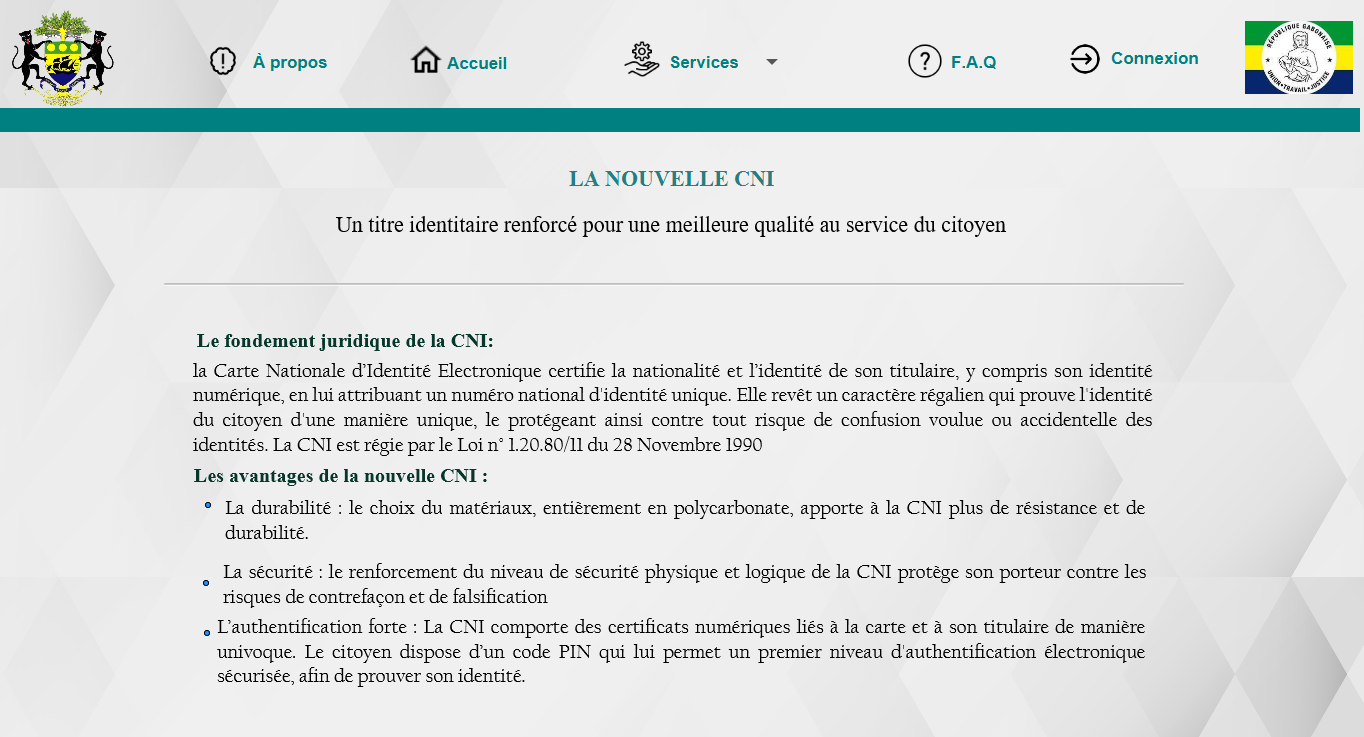 À propos
Accueil
Services
F.A.Q
Connexion
RÉPUBLIQUE GABONAISE
UNION•TRAVAIL•JUSTICE
LA NOUVELLE CNI
Un titre identitaire renforcé pour une meilleure qualité au service du citoyen
Le fondement juridique de la CNI:
la Carte Nationale d’Identité Electronique certifie la nationalité et l’identité de son titulaire, y compris son identité
numérique, en lui attribuant un numéro national d'identité unique. Elle revêt un caractère régalien qui prouve l'identité
du citoyen d'une manière unique, le protégeant ainsi contre tout risque de confusion voulue ou accidentelle des
identités. La CNI est régie par le Loi n° 1.20.80/11 du 28 Novembre 1990
Les avantages de la nouvelle CNI :
La durabilité : le choix du matériaux, entièrement en polycarbonate, apporte à la CNI plus de résistance et de
durabilité.
La sécurité : le renforcement du niveau de sécurité physique et logique de la CNI protège son porteur contre les
risques de contrefaçon et de falsification
L’authentification forte : La CNI comporte des certificats numériques liés à la carte et à son titulaire de manière
univoque. Le citoyen dispose d’un code PIN qui lui permet un premier niveau d'authentification électronique
sécurisée, afin de prouver son identité.